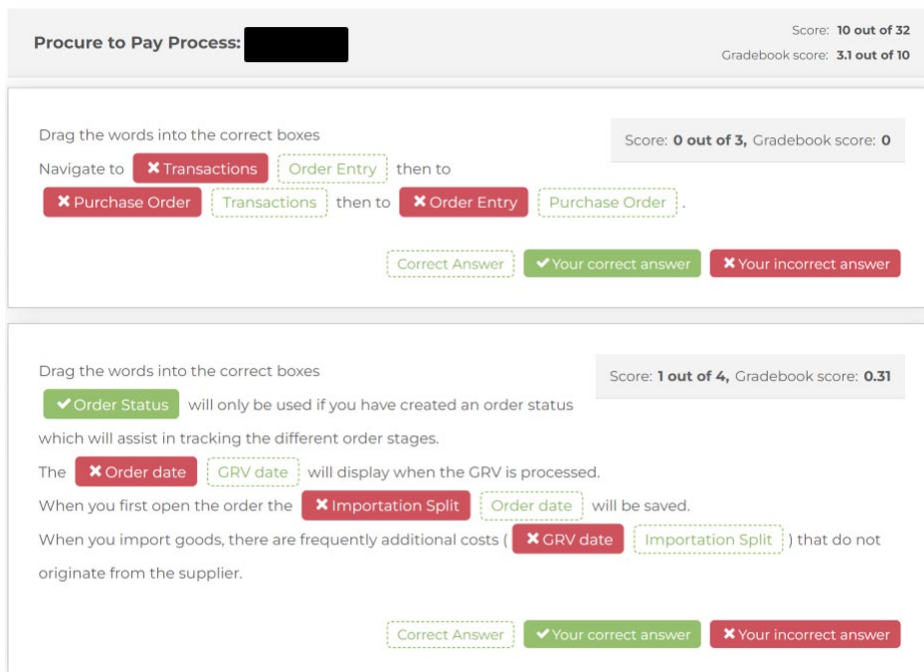 Procure to Pay Process:
Score: 10 out of 32
Gradebook score: 3.1 out of 10
Drag the words into the correct boxes
Score: 0 out of 3, Gradebook score: 0
Navigate to ✖ Transactions Order Entry then to
✖ Purchase Order Transactions then to ✖ Order Entry Purchase Order .
Correct Answer ✔ Your correct answer ✖ Your incorrect answer
Drag the words into the correct boxes
Score: 1 out of 4, Gradebook score: 0.31
✔ Order Status will only be used if you have created an order status
which will assist in tracking the different order stages.
The ✖ Order date GRV date will display when the GRV is processed.
When you first open the order the ✖ Importation Split Order date will be saved.
When you import goods, there are frequently additional costs ( ✖ GRV date Importation Split ) that do not
originate from the supplier.
Correct Answer ✔ Your correct answer ✖ Your incorrect answer